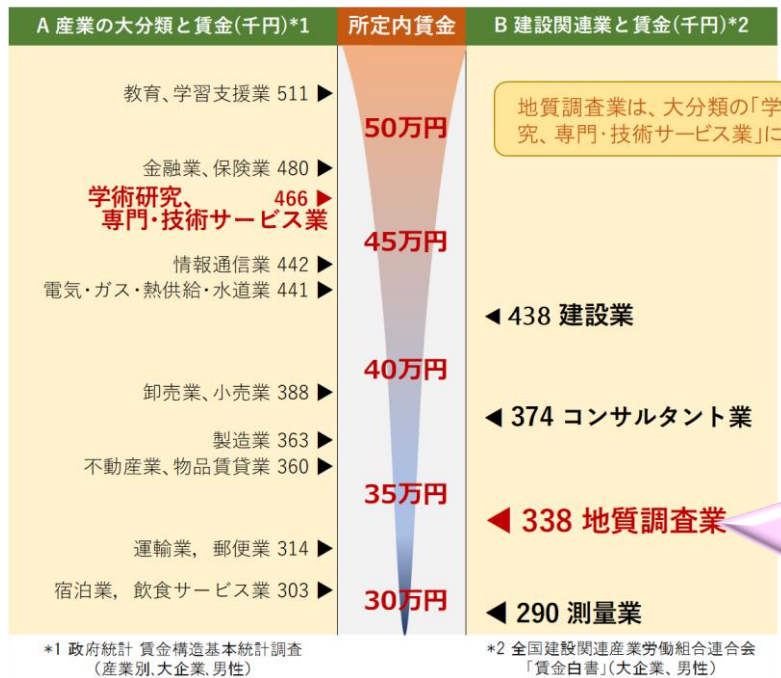 A 産業の大分類と賃金(千円)*1
所定内賃金
B 建設関連業と賃金(千円)*2
教育、学習支援業 511 ▶
50万円
地質調査業は、大分類の「学
究、専門・技術サービス業」に
金融業、保険業 480 ▶
学術研究、 466 ▶
専門・技術サービス業
45万円
情報通信業 442 ▶
電気・ガス・熱供給・水道業 441 ▶
◀ 438 建設業
40万円
卸売業、小売業 388 ▶
◀ 374 コンサルタント業
製造業 363 ▶
不動産業、物品賃貸業 360 ▶
35万円
◀ 338 地質調査業
運輸業，郵便業 314 ▶
宿泊業，飲食サービス業 303 ▶
30万円
◀ 290 測量業
*1 政府統計 賃金構造基本統計調査
(産業別、大企業、男性)
*2 全国建設関連産業労働組合連合会
「賃金白書」(大企業、男性)